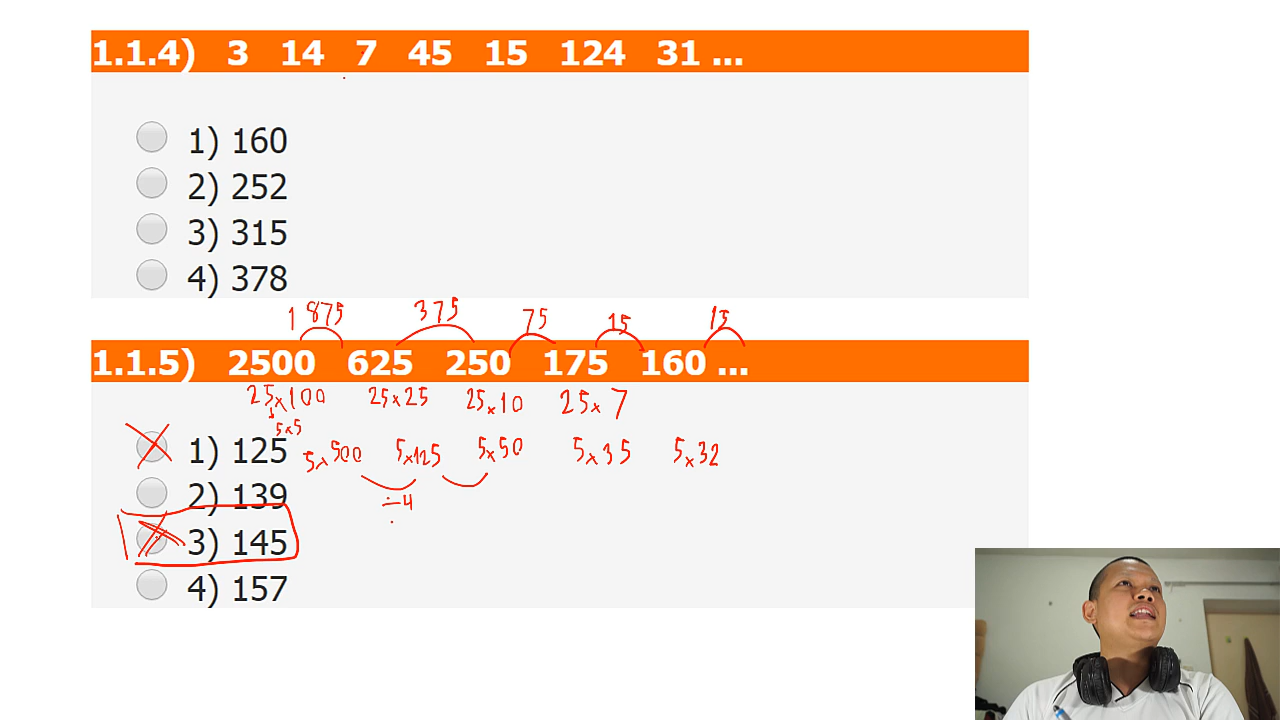 1.1.4) 3 14 7 45 15 124 31 ...
1) 160
2) 252
3) 315
4) 378
1875 375 75 15 15
1.1.5) 2500 625 250 175 160 ...
25x100 25x25 25x10 25x7
5x5
1) 125
5x500 5x125 5x50 5x35 5x32
2) 139
÷4
3) 145
4) 157